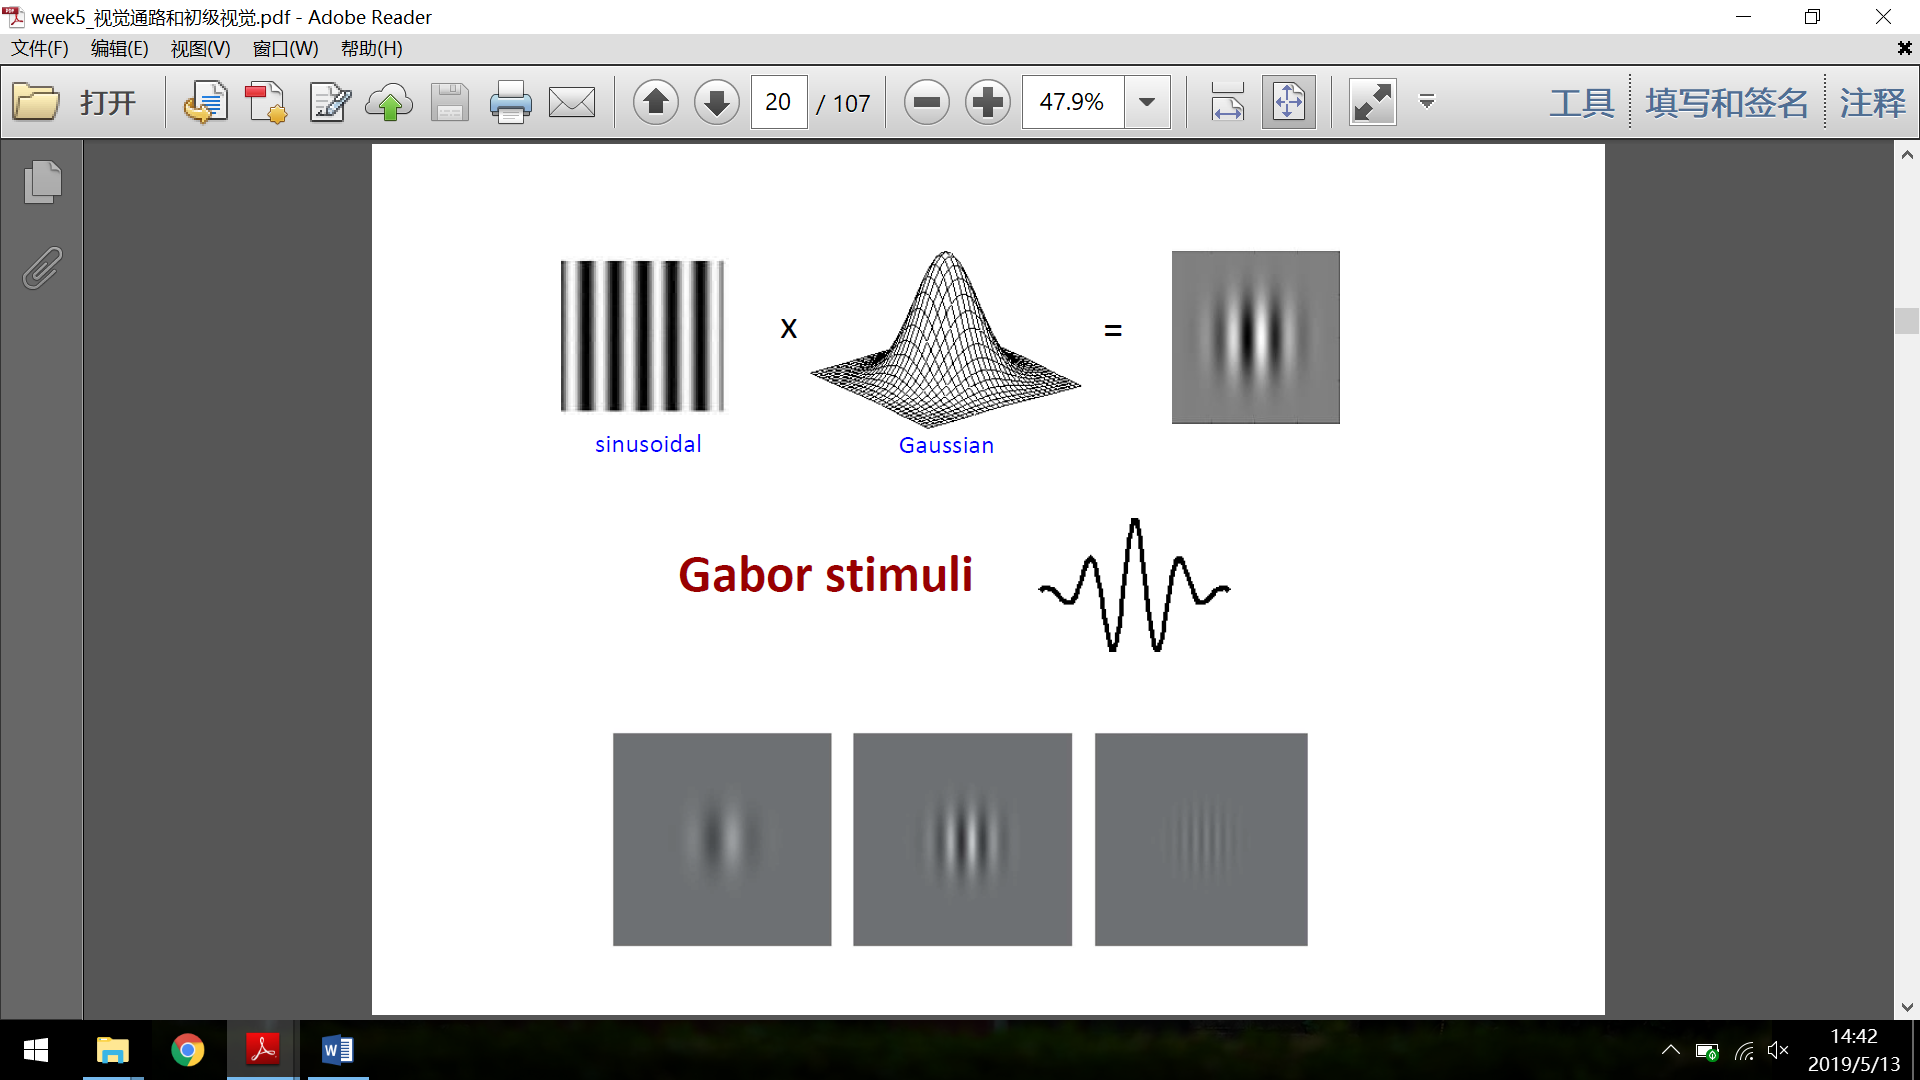 week5_视觉通路和初级视觉.pdf - Adobe Reader
文件(F) 编辑(E) 视图(V) 窗口(W) 帮助(H)
打开 20 / 107 47.9% 工具 填写和签名 注释
x =
sinusoidal Gaussian
Gabor stimuli
14:42
2019/5/13